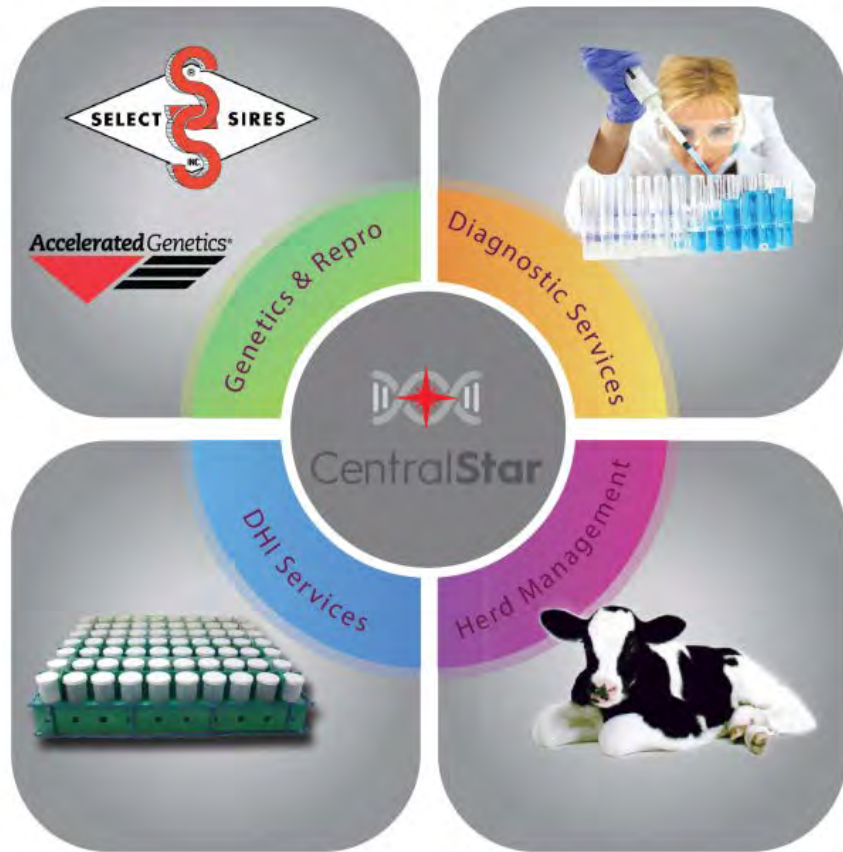 SELECT SIRES
®
INC.
Accelerated Genetics®
Genetics & Repro
Diagnostic Services
CentralStar
DHI Services
Herd Management